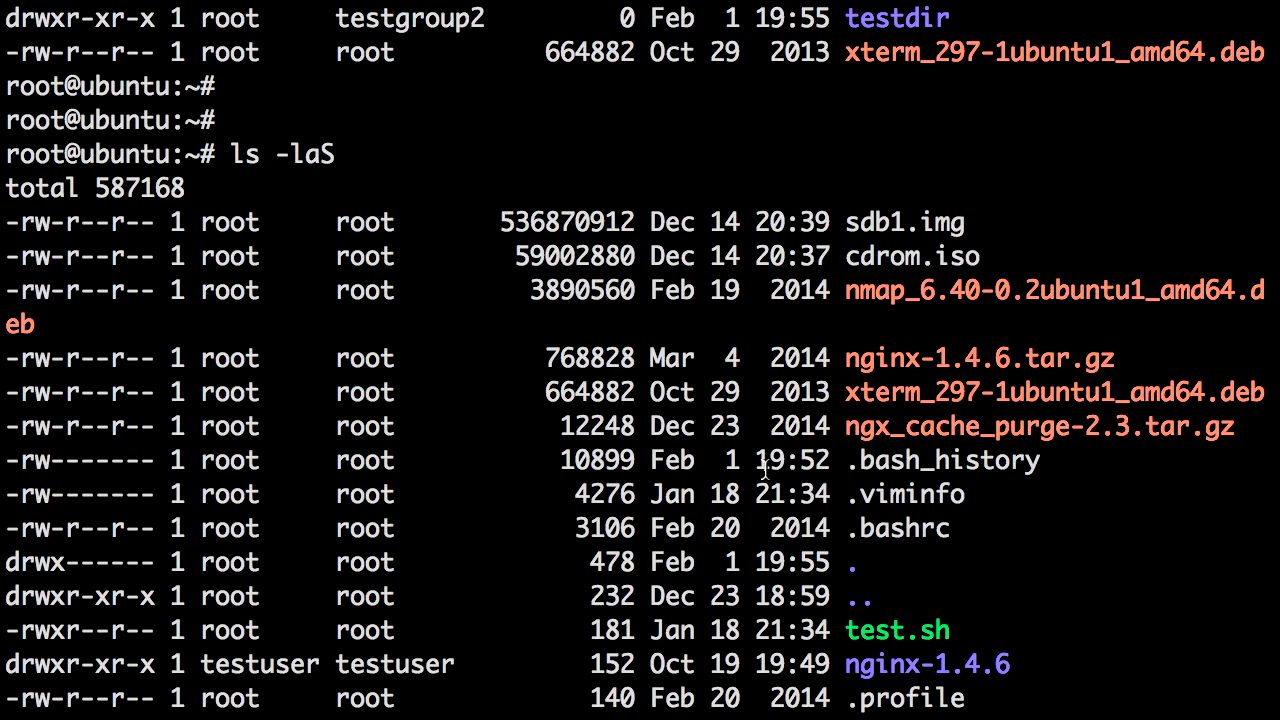 drwxr-xr-x 1 root     testgroup2         0 Feb  1 19:55 testdir
-rw-r--r-- 1 root     root          664882 Oct 29  2013 xterm_297-1ubuntu1_amd64.deb
root@ubuntu:~#
root@ubuntu:~#
root@ubuntu:~# ls -laS
total 587168
-rw-r--r-- 1 root     root       536870912 Dec 14 20:39 sdb1.img
-rw-r--r-- 1 root     root        59002880 Dec 14 20:37 cdrom.iso
-rw-r--r-- 1 root     root         3890560 Feb 19  2014 nmap_6.40-0.2ubuntu1_amd64.d
eb
-rw-r--r-- 1 root     root          768828 Mar  4  2014 nginx-1.4.6.tar.gz
-rw-r--r-- 1 root     root          664882 Oct 29  2013 xterm_297-1ubuntu1_amd64.deb
-rw-r--r-- 1 root     root           12248 Dec 23  2014 ngx_cache_purge-2.3.tar.gz
-rw------- 1 root     root           10899 Feb  1 19:52 .bash_history
-rw------- 1 root     root            4276 Jan 18 21:34 .viminfo
-rw-r--r-- 1 root     root            3106 Feb 20  2014 .bashrc
drwx------ 1 root     root             478 Feb  1 19:55 .
drwxr-xr-x 1 root     root             232 Dec 23 18:59 ..
-rwxr--r-- 1 root     root             181 Jan 18 21:34 test.sh
drwxr-xr-x 1 testuser testuser         152 Oct 19 19:49 nginx-1.4.6
-rw-r--r-- 1 root     root             140 Feb 20  2014 .profile